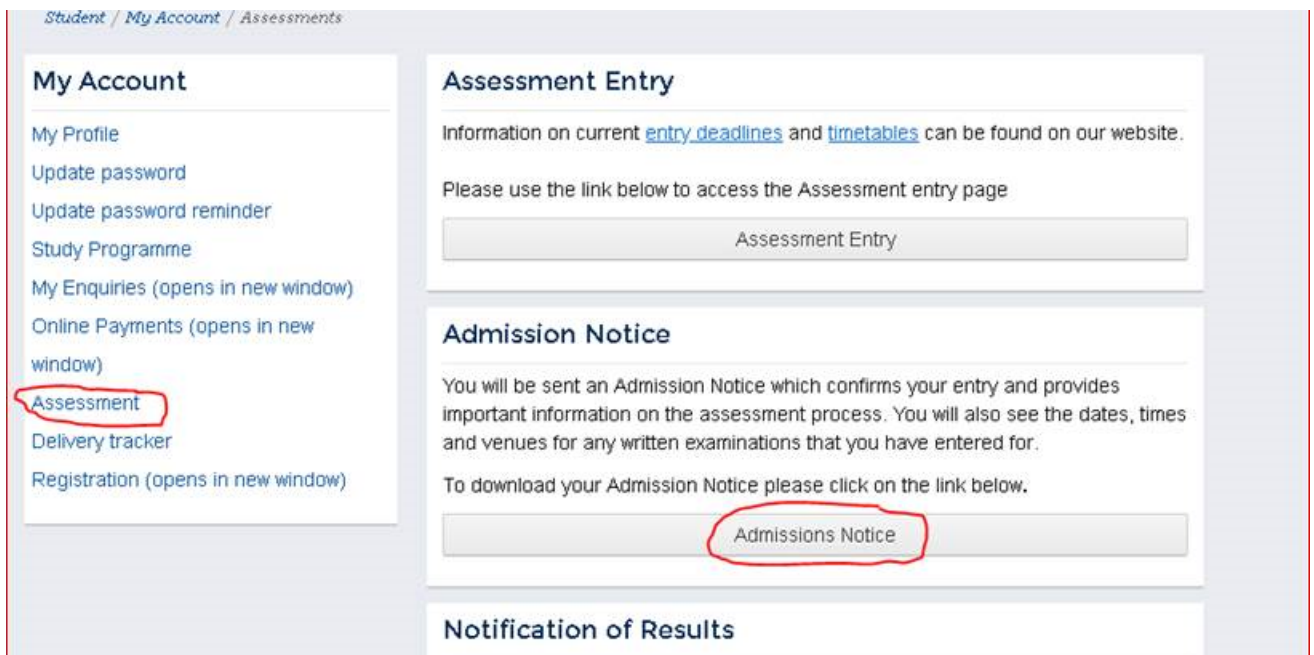 Student / My Account / Assessments
My Account
My Profile
Update password
Update password reminder
Study Programme
My Enquiries (opens in new window)
Online Payments (opens in new
window)
Assessment
Delivery tracker
Registration (opens in new window)
Assessment Entry
Information on current entry deadlines and timetables can be found on our website.
Please use the link below to access the Assessment entry page
Assessment Entry
Admission Notice
You will be sent an Admission Notice which confirms your entry and provides
important information on the assessment process. You will also see the dates, times
and venues for any written examinations that you have entered for.
To download your Admission Notice please click on the link below.
Admissions Notice
Notification of Results